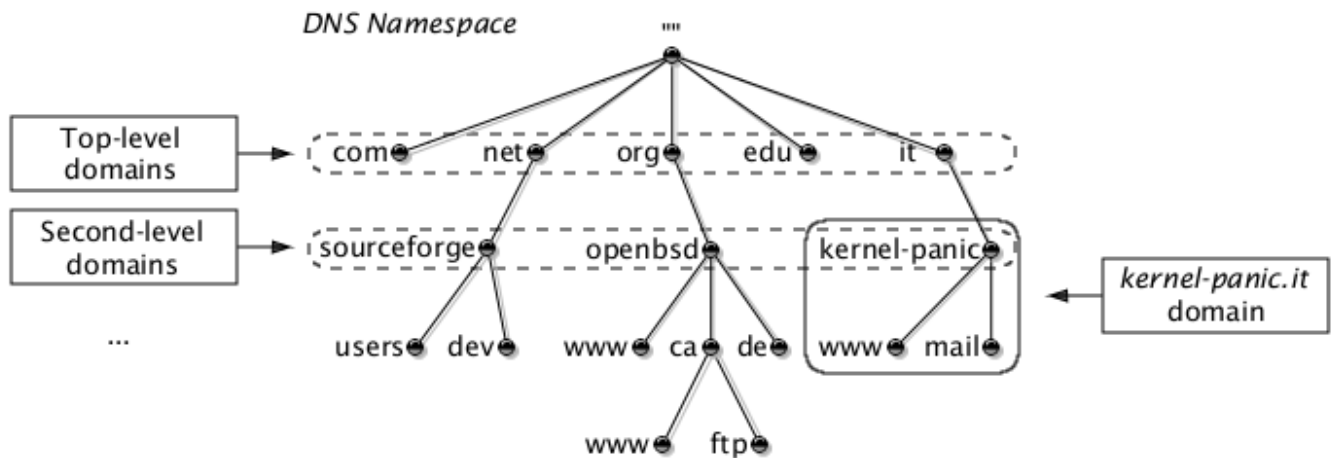 DNS Namespace
""
Top-level
domains
com net org edu it
Second-level
domains
sourceforge openbsd kernel-panic
kernel-panic.it
domain
...
users dev www ca de www mail
www ftp